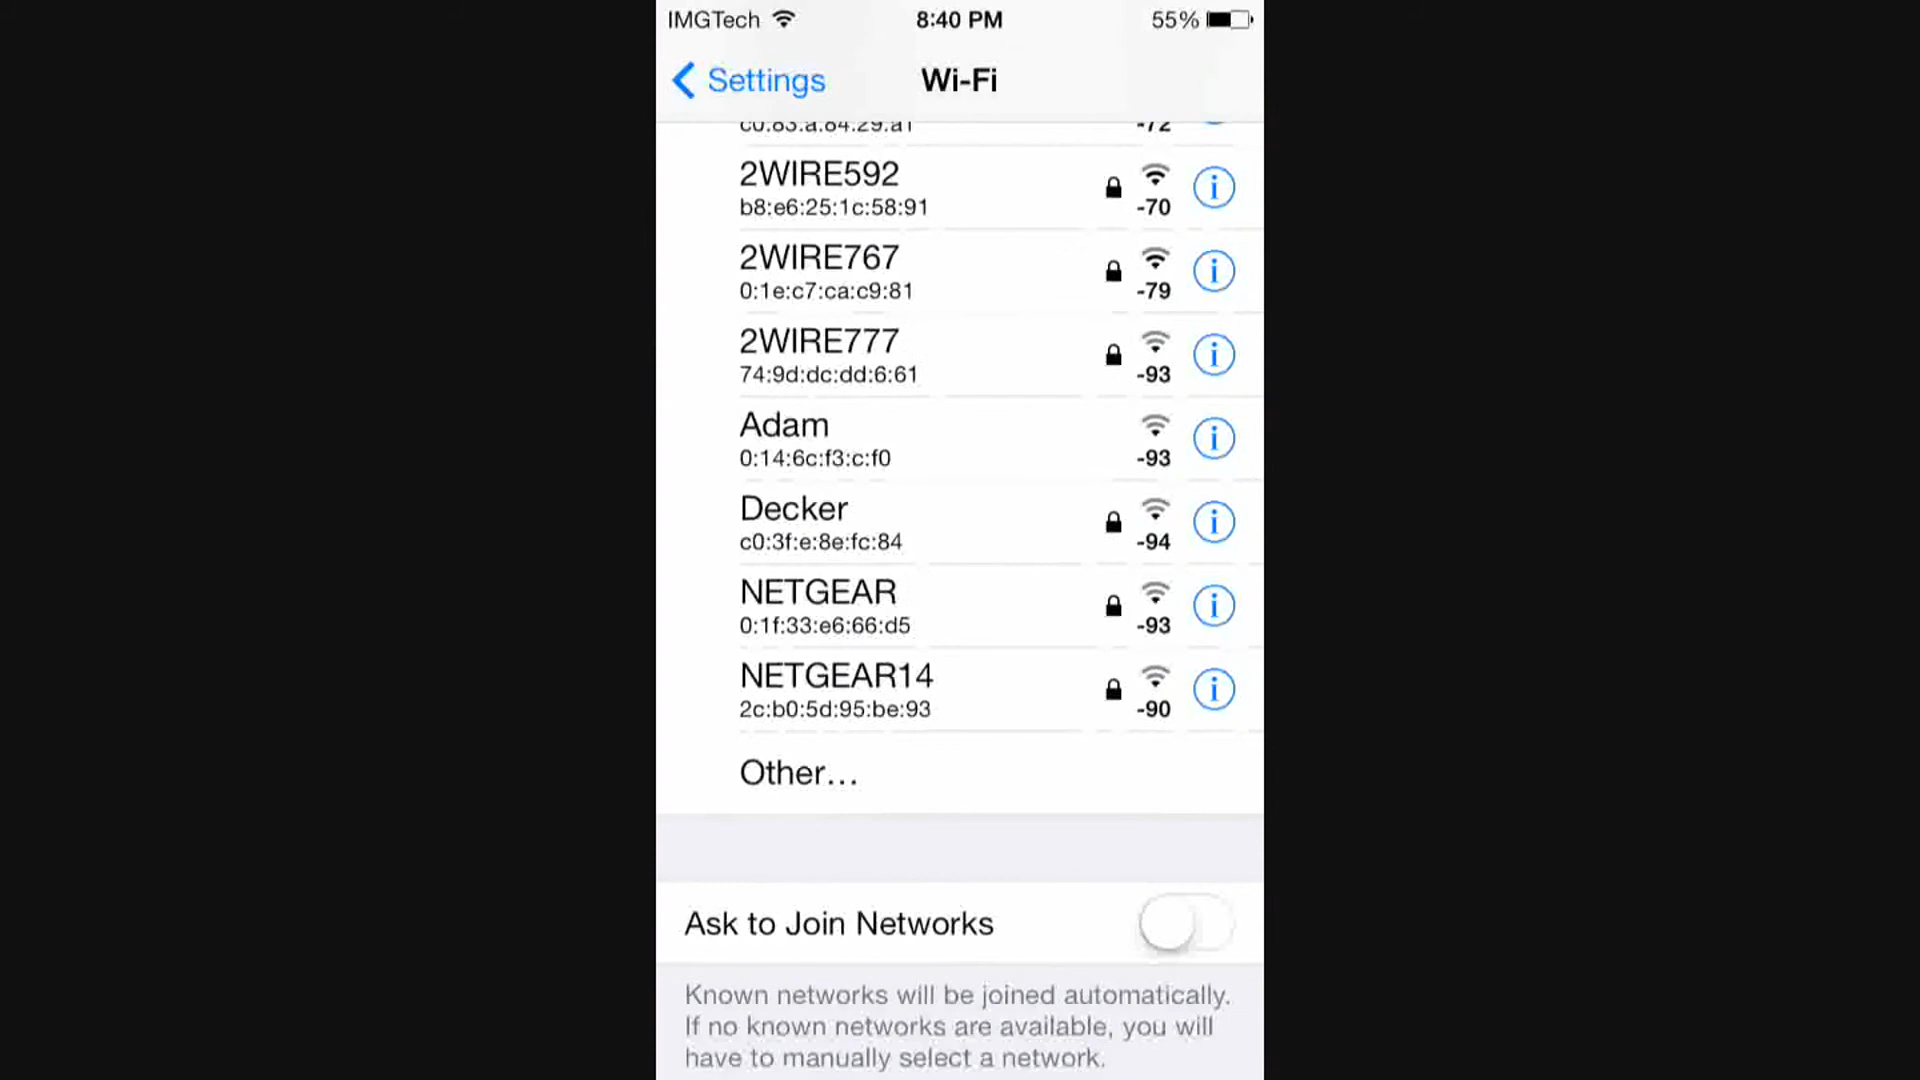 IMGTech 8:40 PM 55%
Settings Wi-Fi
-72
2WIRE592
b8:e6:25:1c:58:91 -70
2WIRE767
0:1e:c7:ca:c9:81 -79
2WIRE777
74:9d:dc:dd:6:61 -93
Adam
0:14:6c:f3:c:f0 -93
Decker
c0:3f:e:8e:fc:84 -94
NETGEAR
0:1f:33:e6:66:d5 -93
NETGEAR14
2c:b0:5d:95:be:93 -90
Other...
Ask to Join Networks
Known networks will be joined automatically.
If no known networks are available, you will
have to manually select a network.